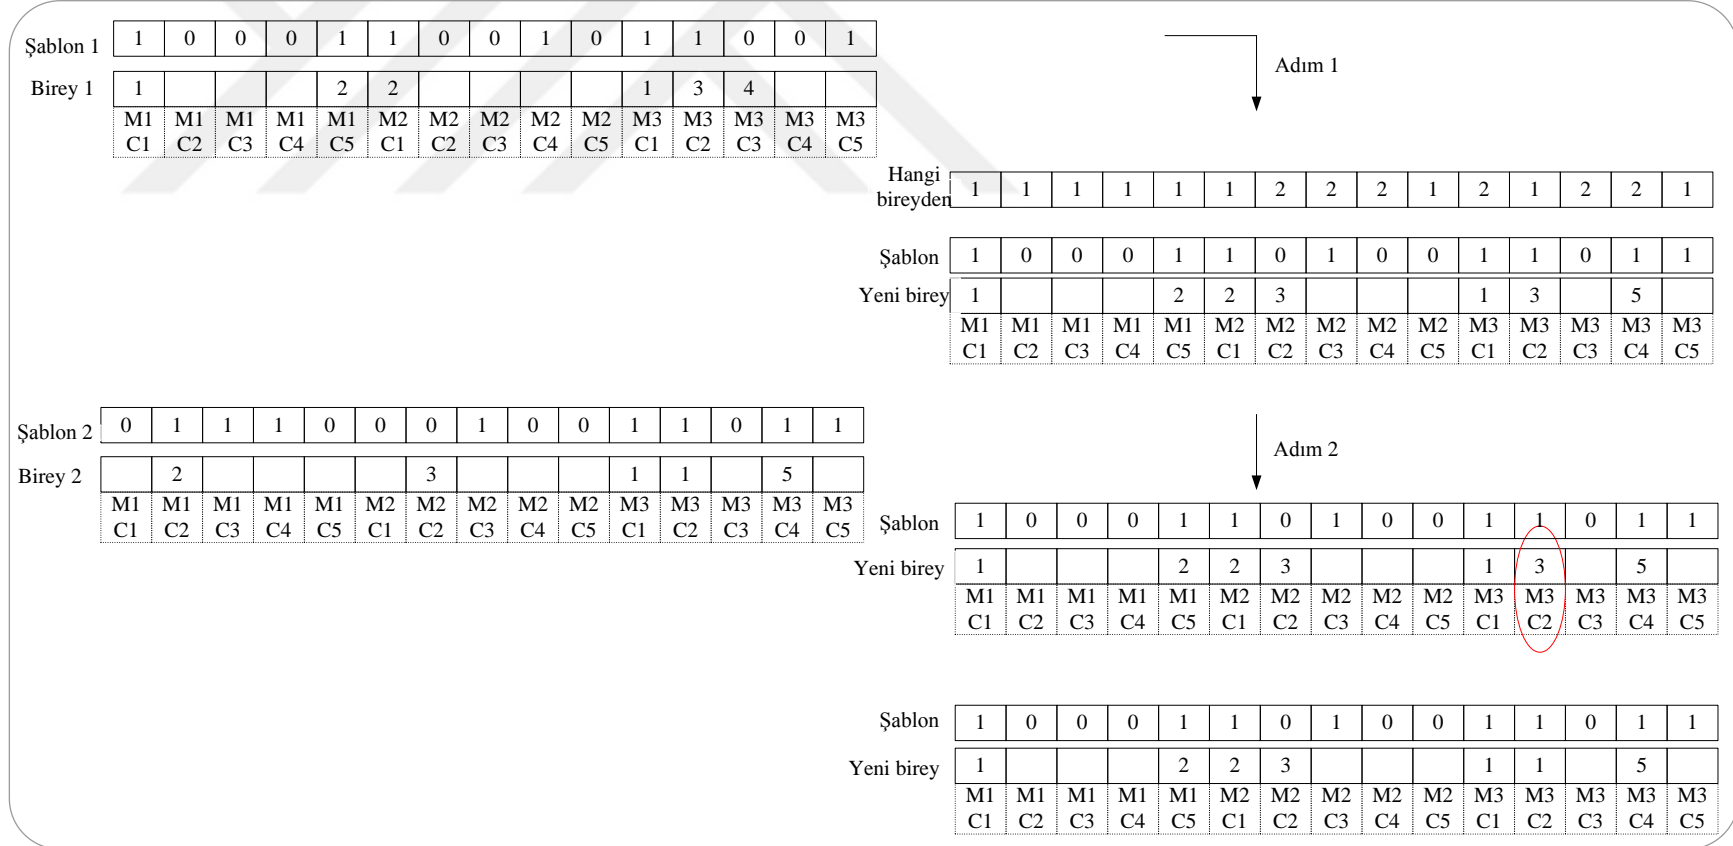 Şablon 1 1 0 0 0 1 1 0 0 1 0 1 1 0 0 1
Birey 1 1 2 2 1 3 4
M1 M1 M1 M1 M1 M2 M2 M2 M2 M2 M3 M3 M3 M3 M3
C1 C2 C3 C4 C5 C1 C2 C3 C4 C5 C1 C2 C3 C4 C5
Adım 1
Hangi
bireyden 1 1 1 1 1 1 2 2 2 1 2 1 2 2 1
Şablon 1 0 0 0 1 1 0 1 0 0 1 1 0 1 1
Yeni birey 1 2 2 3 1 3 5
M1 M1 M1 M1 M1 M2 M2 M2 M2 M2 M3 M3 M3 M3 M3
C1 C2 C3 C4 C5 C1 C2 C3 C4 C5 C1 C2 C3 C4 C5
Şablon 2 0 1 1 1 0 0 0 1 0 0 1 1 0 1 1
Birey 2 2 3 1 1 5
M1 M1 M1 M1 M1 M2 M2 M2 M2 M2 M3 M3 M3 M3 M3
C1 C2 C3 C4 C5 C1 C2 C3 C4 C5 C1 C2 C3 C4 C5
Adım 2
Şablon 1 0 0 0 1 1 0 1 0 0 1 1 0 1 1
Yeni birey 1 2 2 3 1 3 5
M1 M1 M1 M1 M1 M2 M2 M2 M2 M2 M3 M3 M3 M3 M3
C1 C2 C3 C4 C5 C1 C2 C3 C4 C5 C1 C2 C3 C4 C5
Şablon 1 0 0 0 1 1 0 1 0 0 1 1 0 1 1
Yeni birey 1 2 2 3 1 1 5
M1 M1 M1 M1 M1 M2 M2 M2 M2 M2 M3 M3 M3 M3 M3
C1 C2 C3 C4 C5 C1 C2 C3 C4 C5 C1 C2 C3 C4 C5